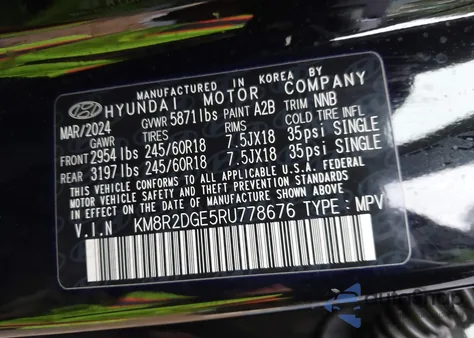 MANUFACTURED IN KOREA BY
HYUNDAI MOTOR COMPANY
MAR/2024 GVWR 5871lbs PAINT A2B TRIM NNB
GAWR TIRES RIMS COLD TIRE INFL
FRONT 2954 lbs 245/60R18 7.5JX18 35psi SINGLE
REAR 3197 lbs 245/60R18 7.5JX18 35psi SINGLE
THIS VEHICLE CONFORMS TO ALL APPLICABLE U.S.A. FEDERAL
MOTOR VEHICLE SAFETY AND THEFT PREVENTION STANDARDS
IN EFFECT ON THE DATE OF MANUFACTURE SHOWN ABOVE.
V.I.N KM8R2DGE5RU778676 TYPE : MPV